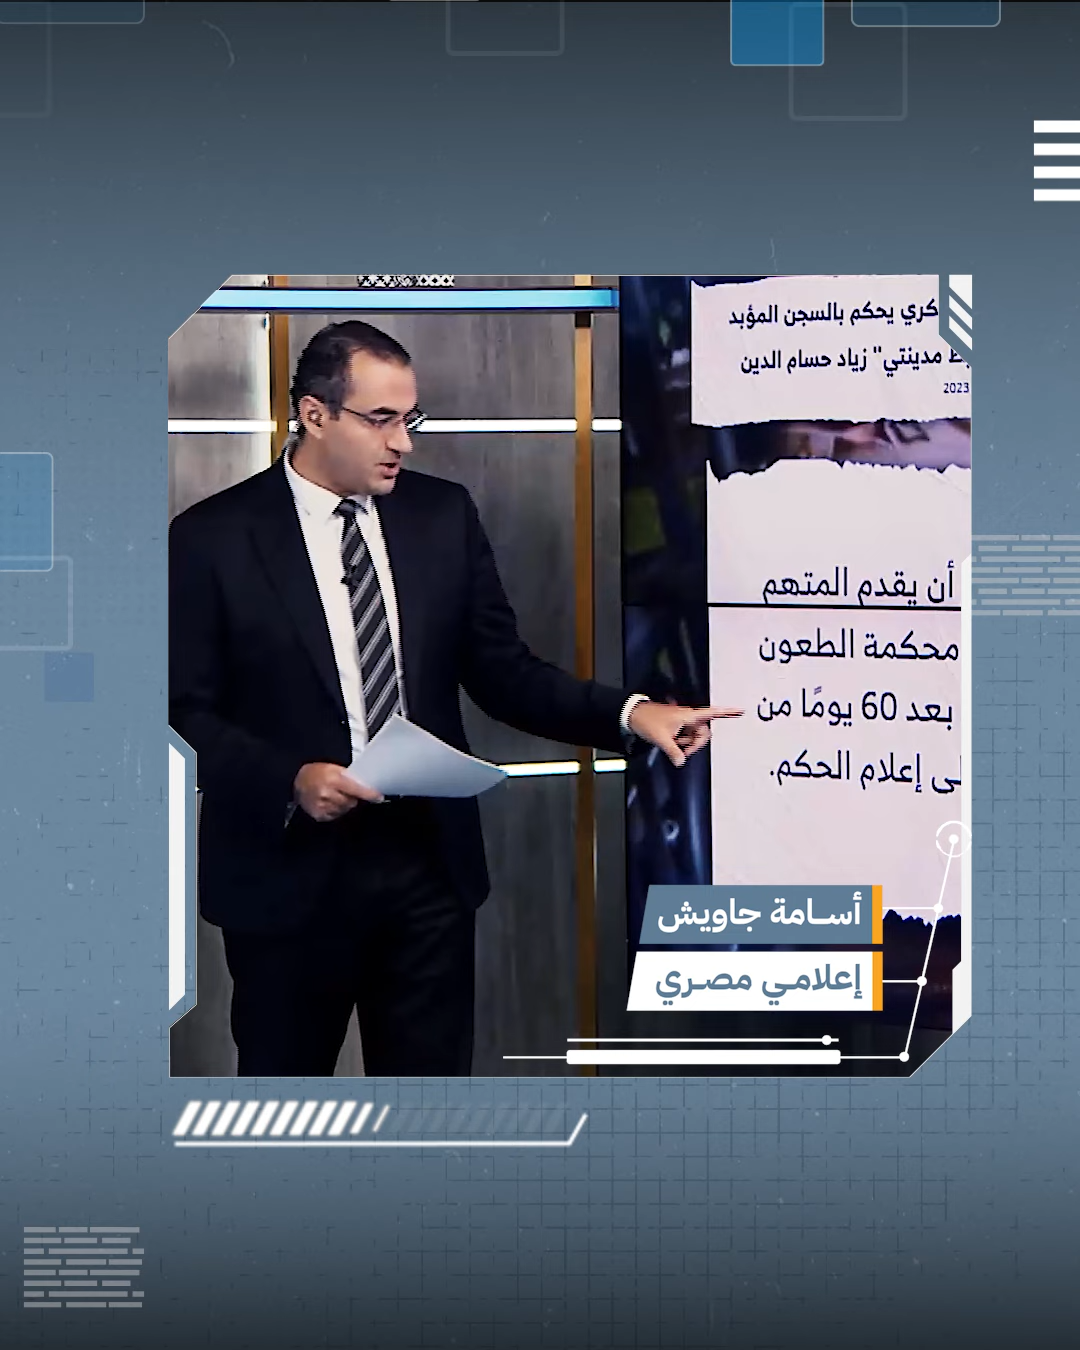 كري يحكم بالسجن المؤبد
مدينتي" زياد حسام الدين
2023
أن يقدم المتهم
محكمة الطعون
بعد 60 يومًا من
إعلام الحكم.
أسامة جاويش
إعلامي مصري